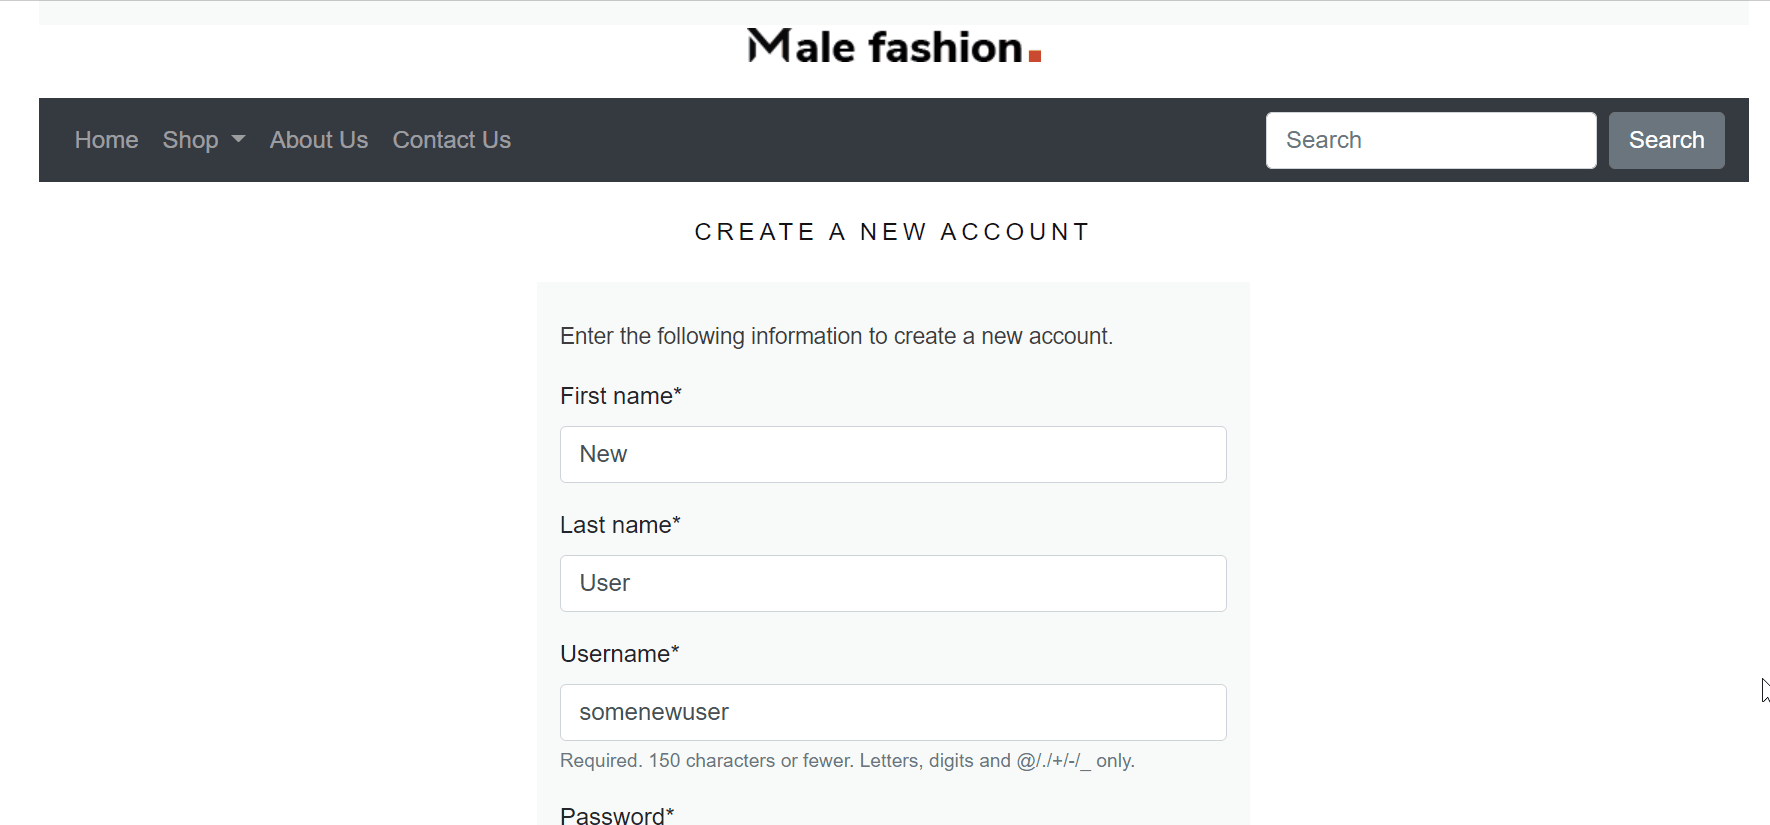 Male fashion.
Home Shop About Us Contact Us Search Search
CREATE A NEW ACCOUNT
Enter the following information to create a new account.
First name*
New
Last name*
User
Username*
somenewuser
Required. 150 characters or fewer. Letters, digits and @/./+/-/_ only.
Password*